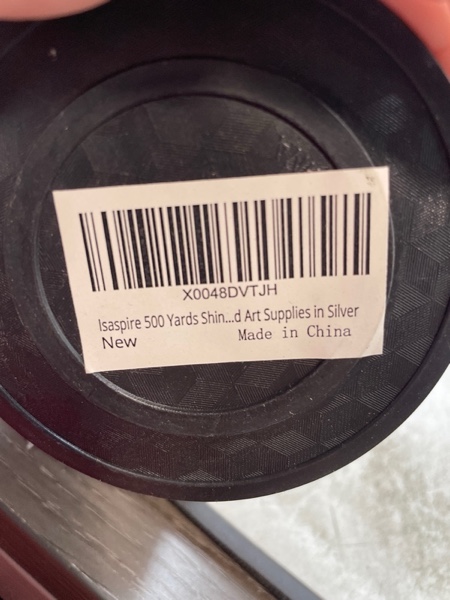 X0048DVTJH
Isaspire 500 Yards Shin...d Art Supplies in Silver
New Made in China